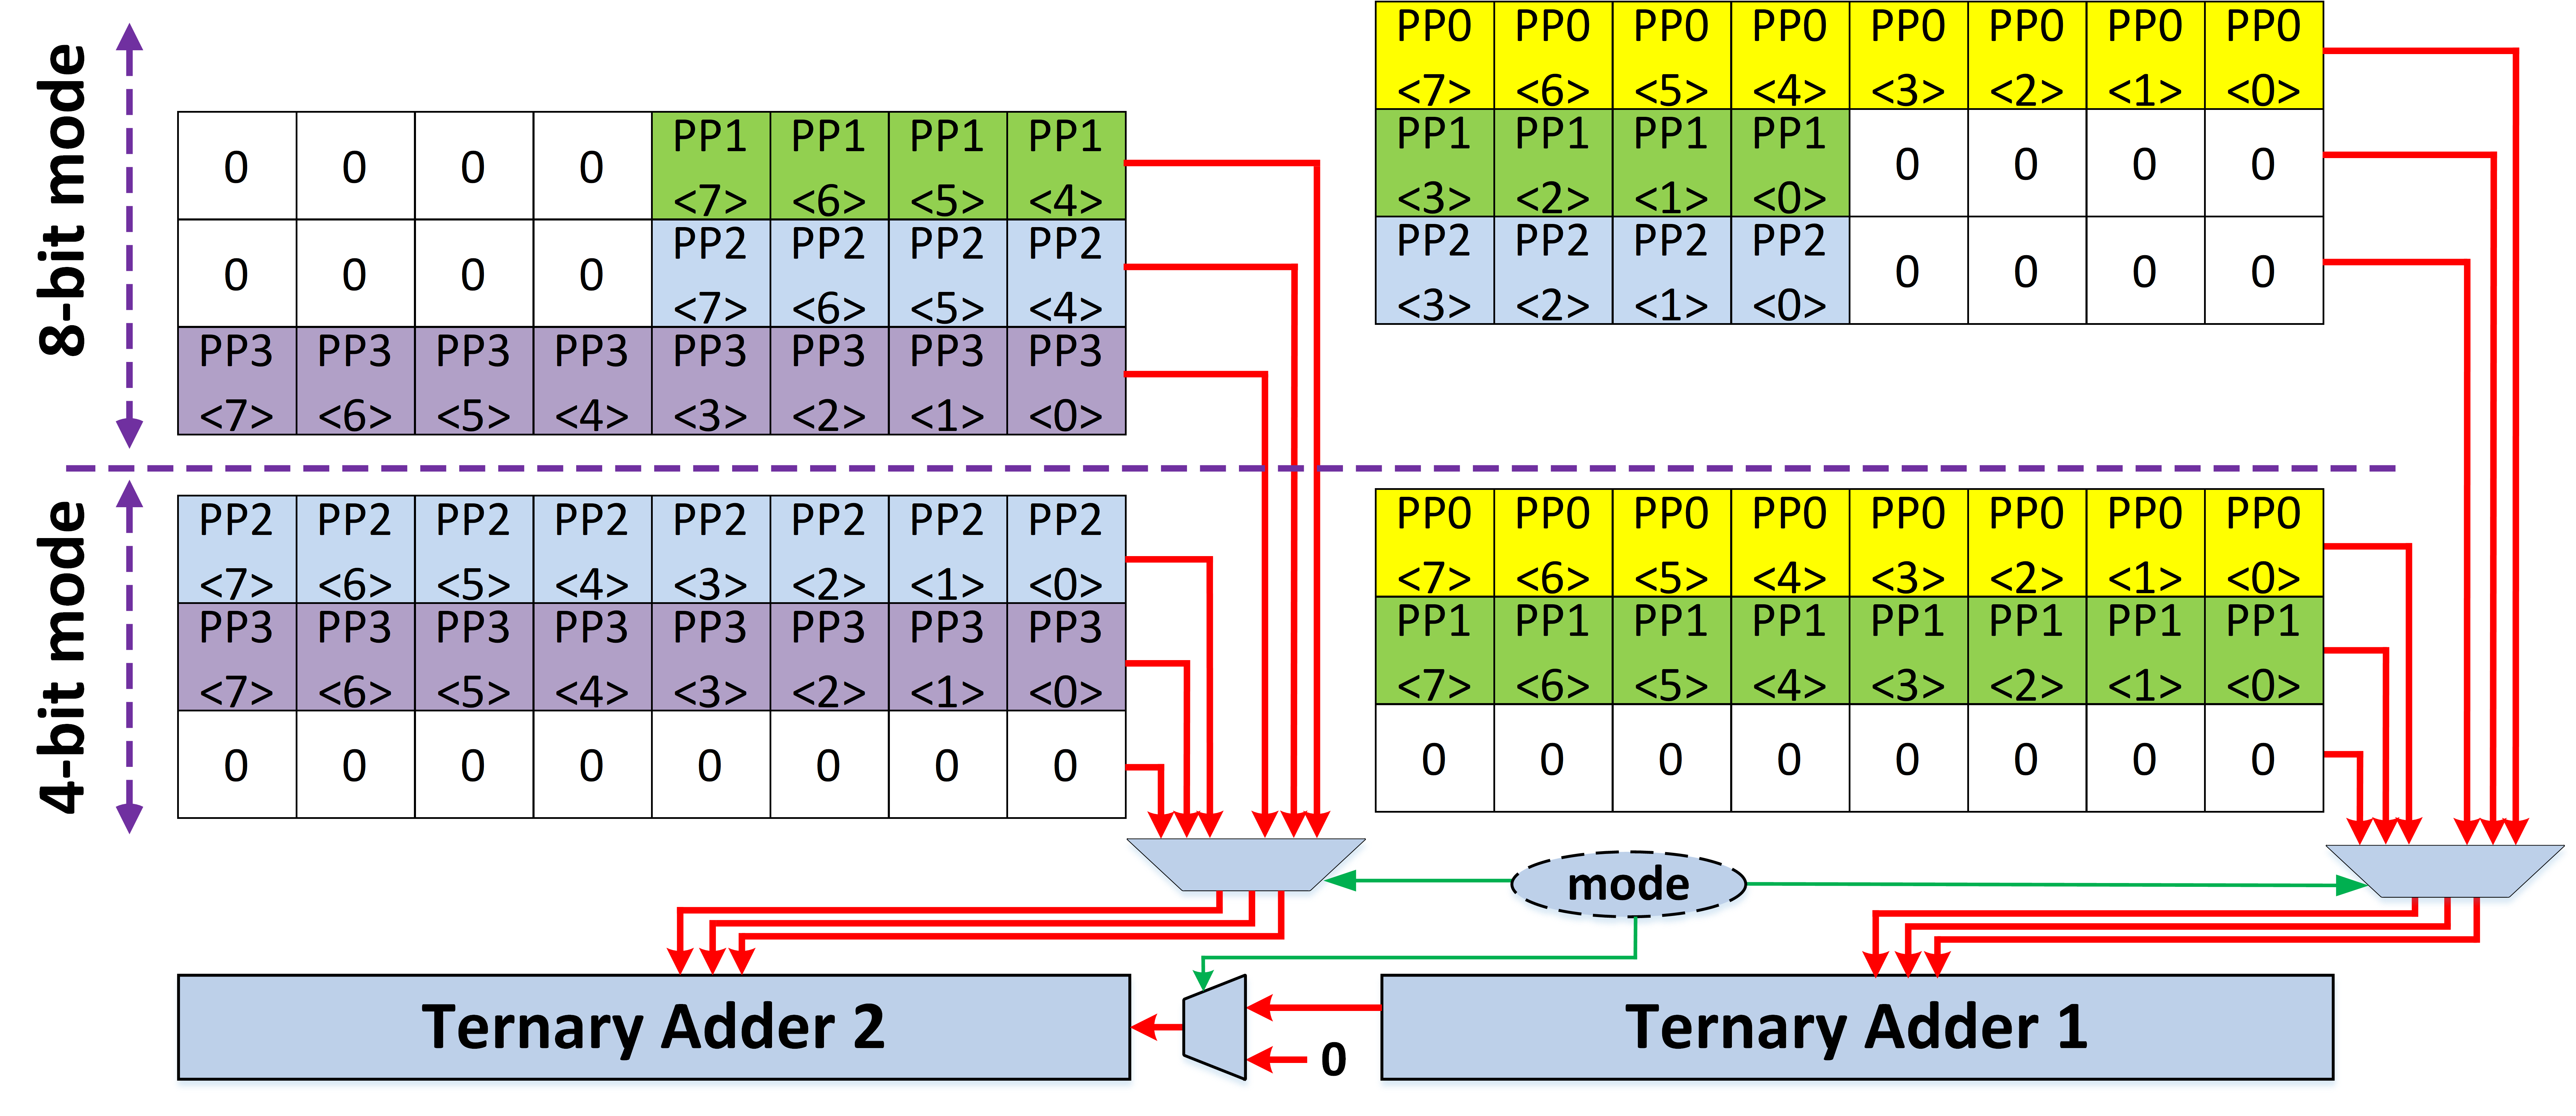 8-bit mode
PP0 PP0 PP0 PP0 PP0 PP0 PP0 PP0
<7> <6> <5> <4> <3> <2> <1> <0>
PP1 PP1 PP1 PP1 0 0 0 0
<3> <2> <1> <0>
PP2 PP2 PP2 PP2 0 0 0 0
<3> <2> <1> <0>
0 0 0 0 PP1 PP1 PP1 PP1
<7> <6> <5> <4>
0 0 0 0 PP2 PP2 PP2 PP2
<7> <6> <5> <4>
PP3 PP3 PP3 PP3 PP3 PP3 PP3 PP3
<7> <6> <5> <4> <3> <2> <1> <0>
4-bit mode
PP2 PP2 PP2 PP2 PP2 PP2 PP2 PP2
<7> <6> <5> <4> <3> <2> <1> <0>
PP3 PP3 PP3 PP3 PP3 PP3 PP3 PP3
<7> <6> <5> <4> <3> <2> <1> <0>
0 0 0 0 0 0 0 0
PP0 PP0 PP0 PP0 PP0 PP0 PP0 PP0
<7> <6> <5> <4> <3> <2> <1> <0>
PP1 PP1 PP1 PP1 PP1 PP1 PP1 PP1
<7> <6> <5> <4> <3> <2> <1> <0>
0 0 0 0 0 0 0 0
mode
Ternary Adder 2
0
Ternary Adder 1